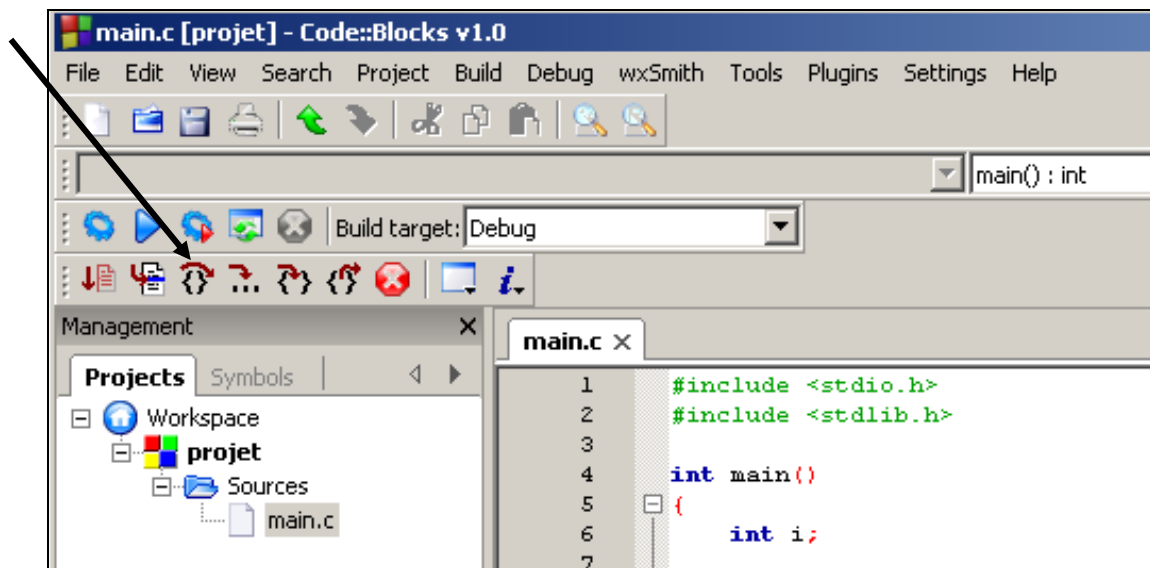 main.c [projet] - Code::Blocks v1.0
File Edit View Search Project Build Debug wxSmith Tools Plugins Settings Help
main() : int
Build target: Debug
Management
main.c
Projects Symbols
1 #include <stdio.h>
2 #include <stdlib.h>
3
4 int main()
5 {
6 int i;
7
Workspace
projet
Sources
main.c